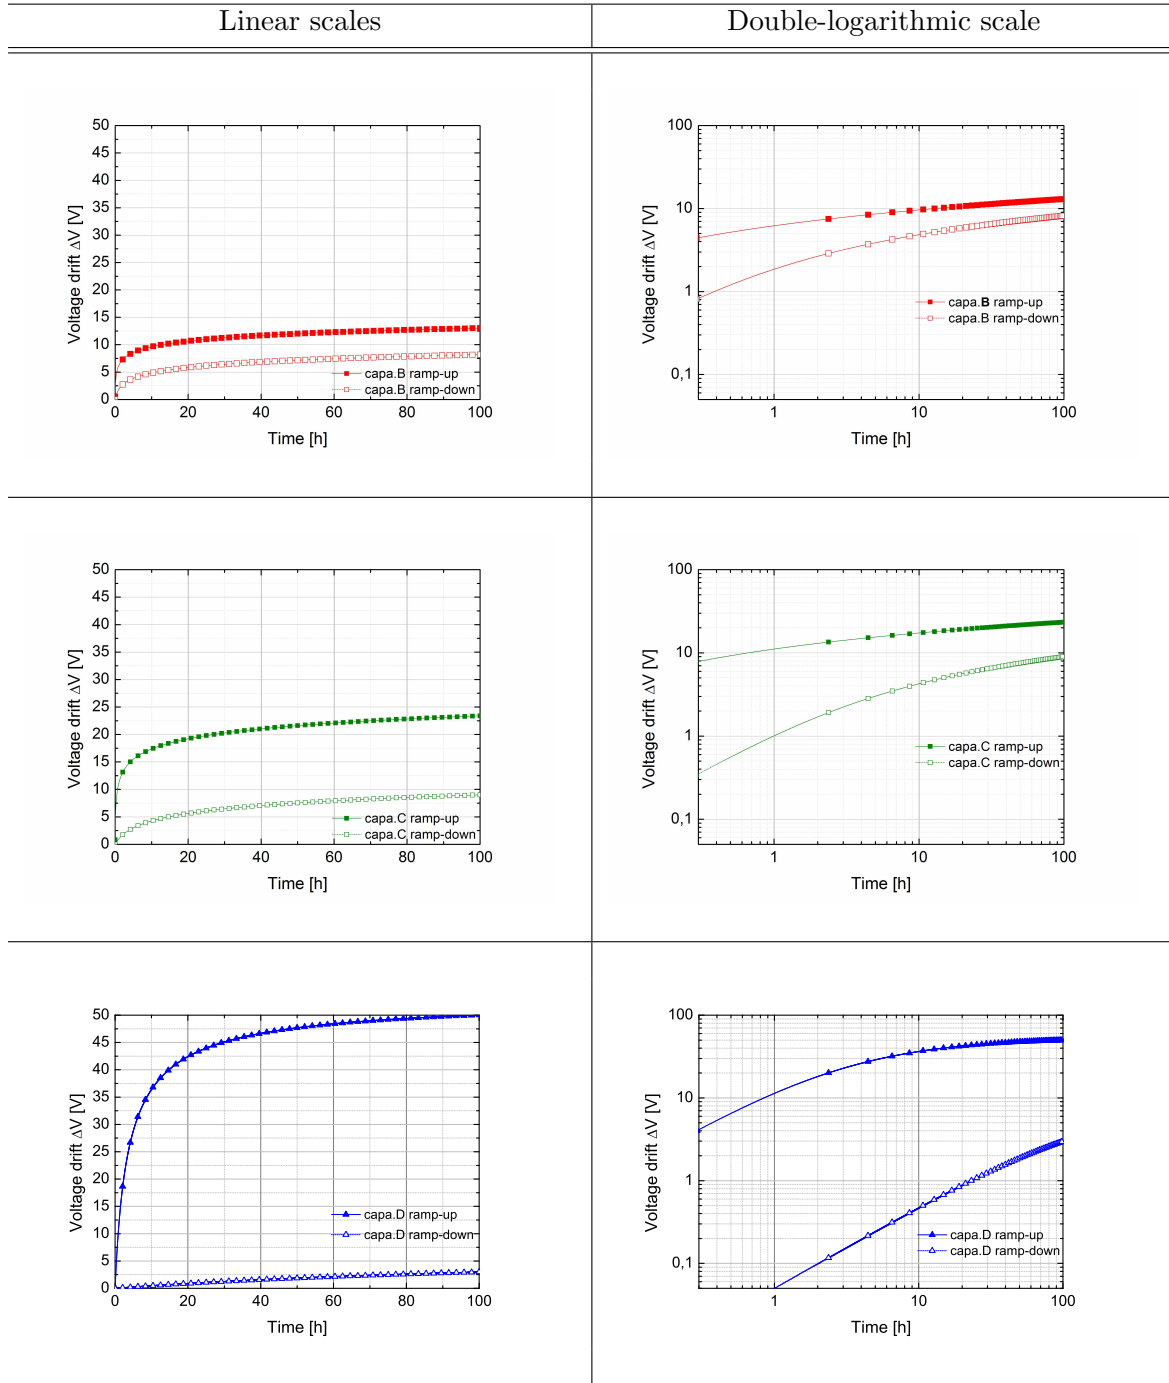 Linear scales
Double-logarithmic scale
50
45
40
35
30
25
20
15
10
5
0
Voltage drift ΔV [V]
capa.B ramp-up
capa.B ramp-down
0 20 40 60 80 100
Time [h]
100
10
1
0,1
Voltage drift ΔV [V]
capa.B ramp-up
capa.B ramp-down
1 10 100
Time [h]
50
45
40
35
30
25
20
15
10
5
0
Voltage drift ΔV [V]
capa.C ramp-up
capa.C ramp-down
0 20 40 60 80 100
Time [h]
100
10
1
0,1
Voltage drift ΔV [V]
capa.C ramp-up
capa.C ramp-down
1 10 100
Time [h]
50
45
40
35
30
25
20
15
10
5
0
Voltage drift ΔV [V]
capa.D ramp-up
capa.D ramp-down
0 20 40 60 80 100
Time [h]
100
10
1
0,1
Voltage drift ΔV [V]
capa.D ramp-up
capa.D ramp-down
1 10 100
Time [h]